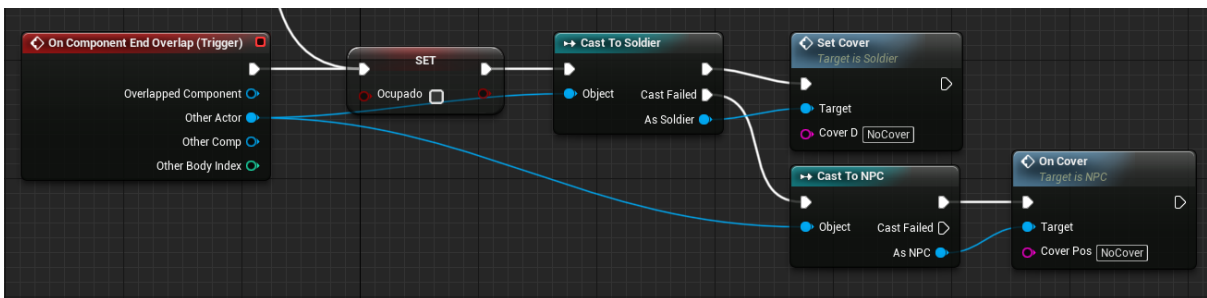 On Component End Overlap (Trigger)
Overlapped Component
Other Actor
Other Comp
Other Body Index
SET
Ocupado
Cast To Soldier
Object
Cast Failed
As Soldier
Set Cover
Target is Soldier
Target
Cover D NoCover
Cast To NPC
Object
Cast Failed
As NPC
On Cover
Target is NPC
Target
Cover Pos NoCover